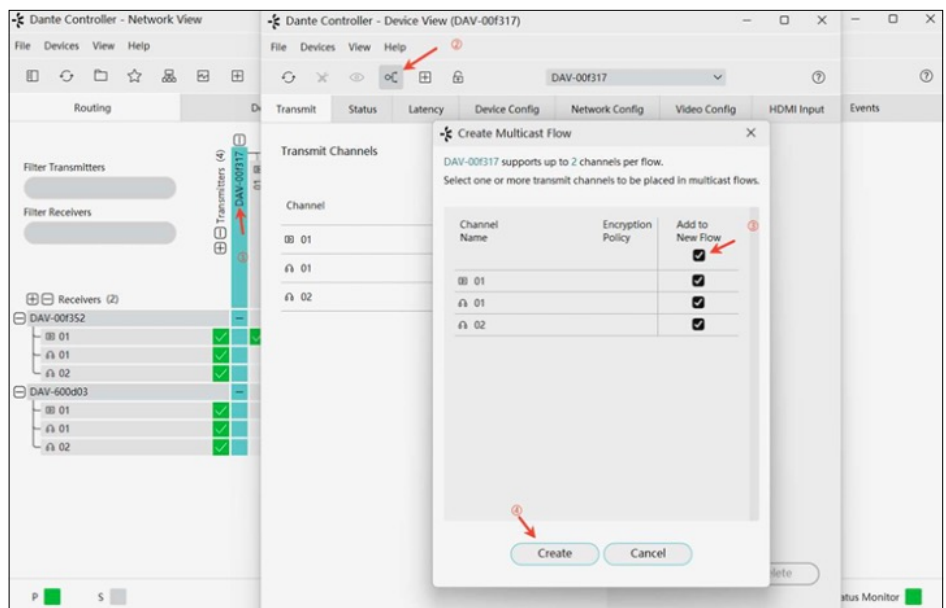 Dante Controller - Network View
File Devices View Help
Routing
Filter Transmitters
Filter Receivers
Transmitters (4)
DAV-00f317
01
①
Receivers (2)
DAV-00f352
01
01
02
DAV-600d03
01
01
02
P
S
Dante Controller - Device View (DAV-00f317)
File Devices View Help
②
DAV-00f317
Transmit
Status
Latency
Device Config
Network Config
Video Config
HDMI Input
Transmit Channels
Channel
01
01
02
Create Multicast Flow
DAV-00f317 supports up to 2 channels per flow.
Select one or more transmit channels to be placed in multicast flows.
Channel Name
Encryption Policy
Add to New Flow
③
01
01
02
④
Create
Cancel
Events